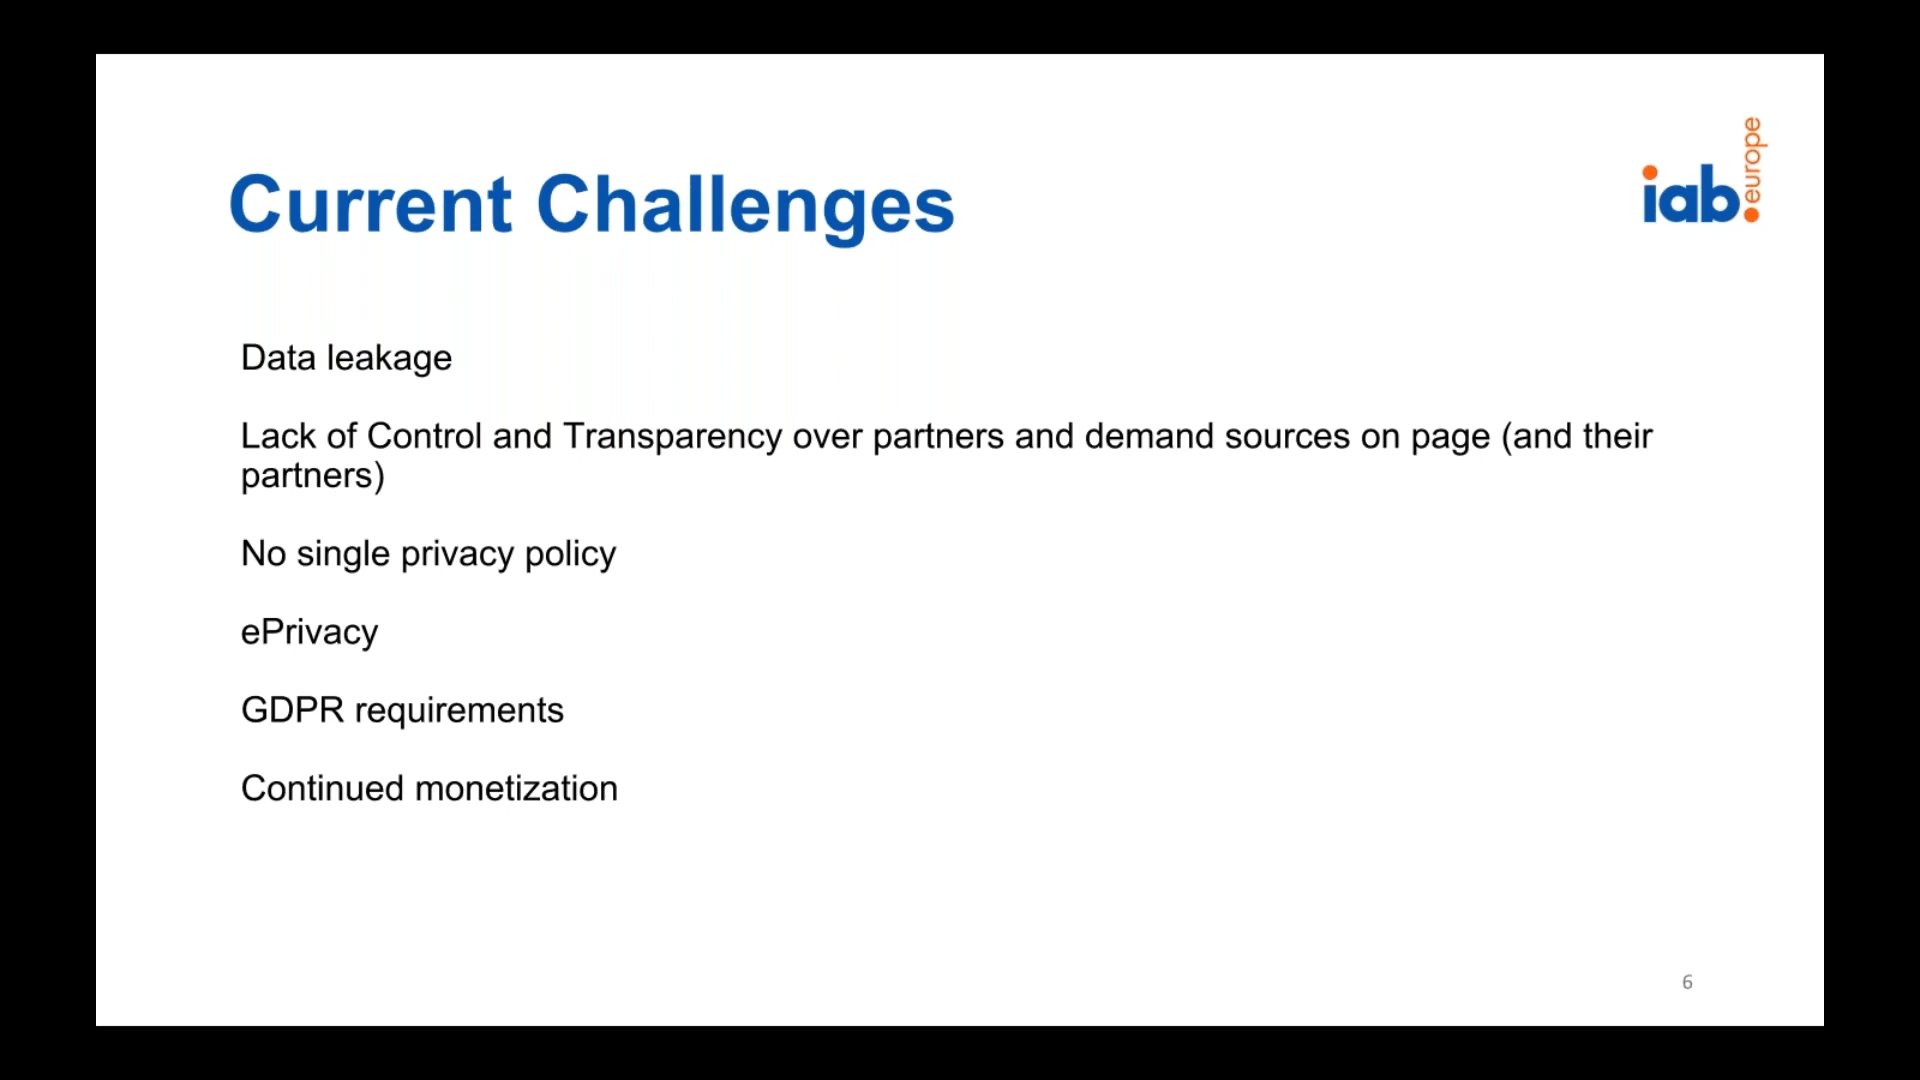 Current Challenges
iab.europe
Data leakage
Lack of Control and Transparency over partners and demand sources on page (and their
partners)
No single privacy policy
ePrivacy
GDPR requirements
Continued monetization
6